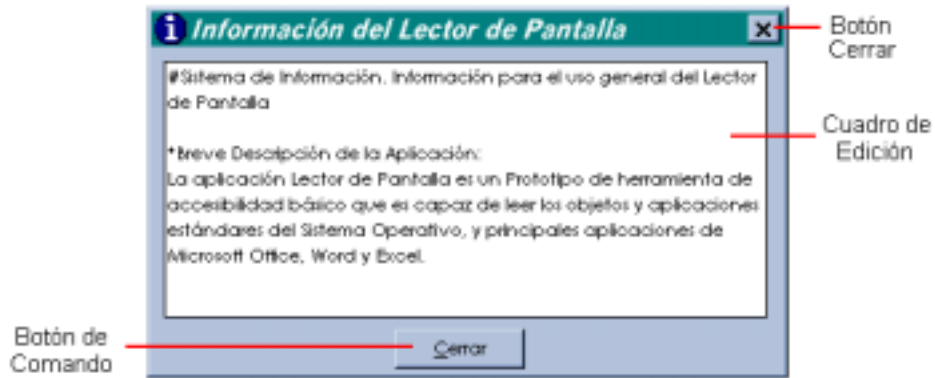 Información del Lector de Pantalla
Botón
Cerrar
#Sistema de Información. Información para el uso general del Lector
de Pantalla
*Breve Descripción de la Aplicación:
La aplicación Lector de Pantalla es un Prototipo de herramienta de
accesibilidad básico que es capaz de leer los objetos y aplicaciones
estándares del Sistema Operativo, y principales aplicaciones de
Microsoft Office, Word y Excel.
Cuadro de
Edición
Botón de
Comando
Cerrar